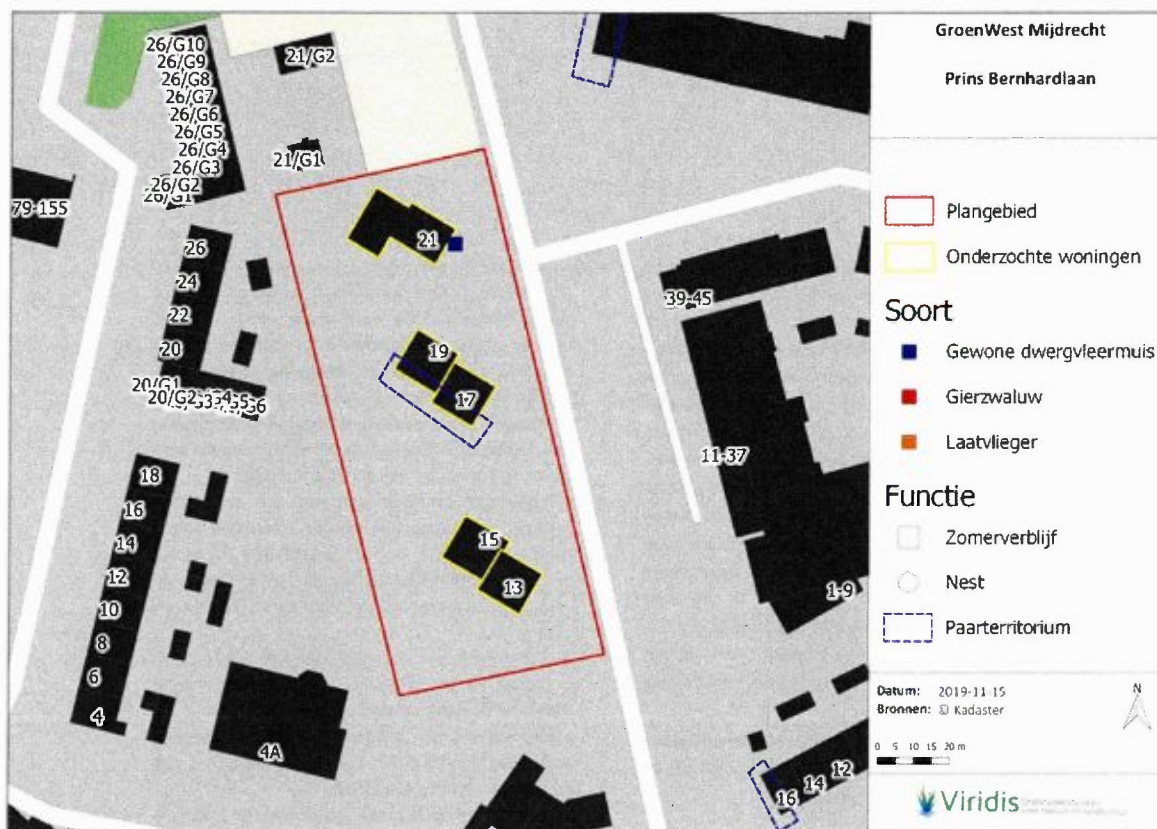 GroenWest Mijdrecht
Prins Bernhardlaan
Plangebied
Onderzochte woningen
Soort
Gewone dwergvleermuis
Gierzwaluw
Laatvlieger
Functie
Zomerverblijf
Nest
Paarterritorium
Datum: 2019-11-15
Bronnen: © Kadaster
N
0 5 10 15 20 m
Viridis
26/G10
26/G9
26/G8
26/G7
26/G6
26/G5
26/G4
26/G3
26/G2
26/G1
21/G2
21/G1
79-155
26
24
22
20
20/G1
20/G2
21
19
17
15
13
39-45
11-37
1-9
18
16
14
12
10
8
6
4
4A
16 14 12